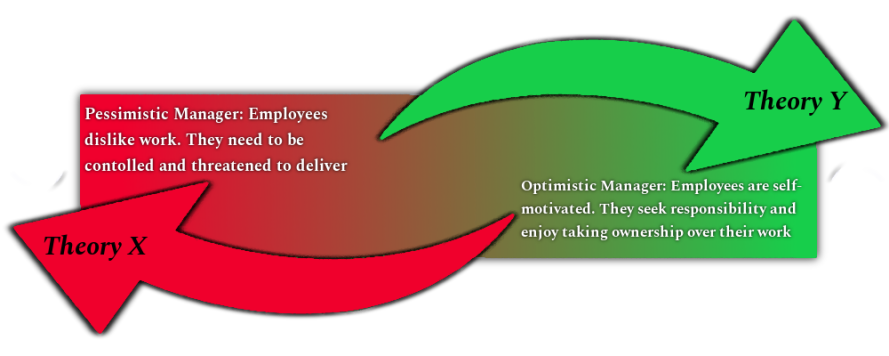 Pessimistic Manager: Employees
dislike work. They need to be
contolled and threatened to deliver
Theory X
Theory Y
Optimistic Manager: Employees are self-
motivated. They seek responsibility and
enjoy taking ownership over their work